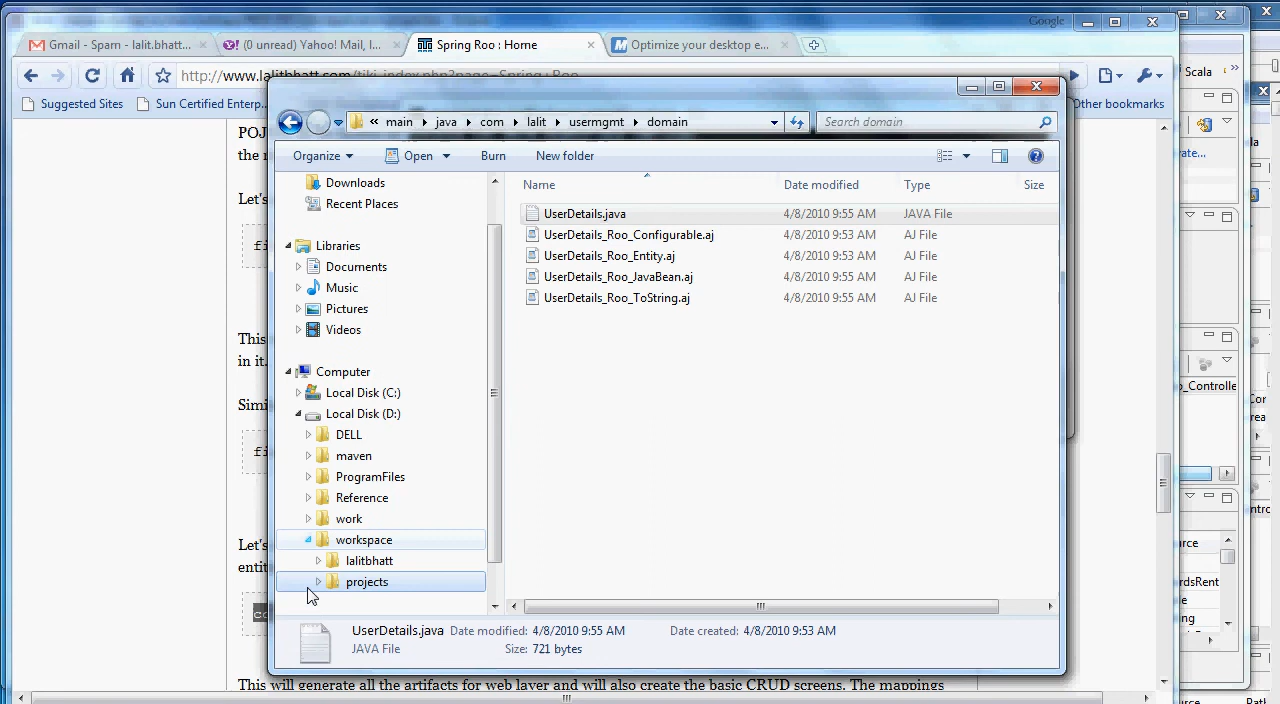 Google
Gmail - Spam - lalit.bhatt...
(0 unread) Yahoo! Mail, l...
Spring Roo : Home
Optimize your desktop e...
http://www.lalitbhatt.com/tiki_index.php?page=Spring+Roo
Scala
Suggested Sites
Sun Certified Enterp...
Other bookmarks
main
java
com
lalit
usermgmt
domain
Search domain
Organize
Open
Burn
New folder
Name
Date modified
Type
Size
Downloads
Recent Places
Libraries
Documents
Music
Pictures
Videos
Computer
Local Disk (C:)
Local Disk (D:)
DELL
maven
ProgramFiles
Reference
work
workspace
lalitbhatt
projects
UserDetails.java 4/8/2010 9:55 AM JAVA File
UserDetails_Roo_Configurable.aj 4/8/2010 9:53 AM AJ File
UserDetails_Roo_Entity.aj 4/8/2010 9:53 AM AJ File
UserDetails_Roo_JavaBean.aj 4/8/2010 9:55 AM AJ File
UserDetails_Roo_ToString.aj 4/8/2010 9:55 AM AJ File
UserDetails.java Date modified: 4/8/2010 9:55 AM Date created: 4/8/2010 9:53 AM
JAVA File Size: 721 bytes
POJ
the
Let's
This
in it.
Simi
Let's
enti
This will generate all the artifacts for web layer and will also create the basic CRUD screens. The mappings